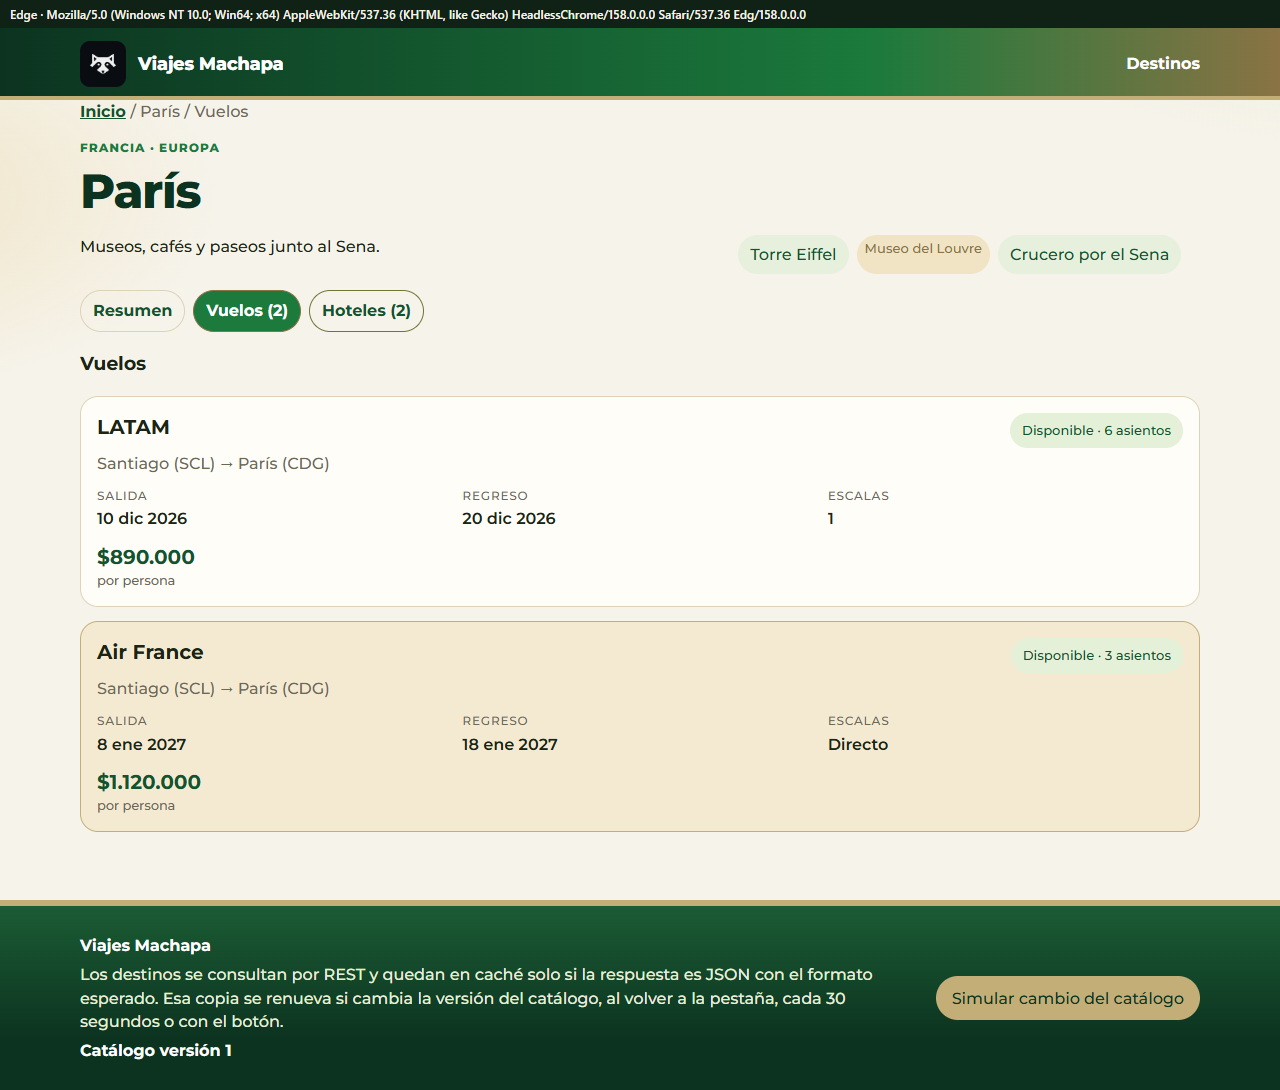 Edge · Mozilla/5.0 (Windows NT 10.0; Win64; x64) AppleWebKit/537.36 (KHTML, like Gecko) HeadlessChrome/158.0.0.0 Safari/537.36 Edg/158.0.0.0
Viajes Machapa
Destinos
Inicio / París / Vuelos
FRANCIA · EUROPA
París
Museos, cafés y paseos junto al Sena.
Torre Eiffel
Museo del Louvre
Crucero por el Sena
Resumen
Vuelos (2)
Hoteles (2)
Vuelos
LATAM
Disponible · 6 asientos
Santiago (SCL) → París (CDG)
SALIDA
REGRESO
ESCALAS
10 dic 2026
20 dic 2026
1
$890.000
por persona
Air France
Disponible · 3 asientos
Santiago (SCL) → París (CDG)
SALIDA
REGRESO
ESCALAS
8 ene 2027
18 ene 2027
Directo
$1.120.000
por persona
Viajes Machapa
Los destinos se consultan por REST y quedan en caché solo si la respuesta es JSON con el formato
esperado. Esa copia se renueva si cambia la versión del catálogo, al volver a la pestaña, cada 30
segundos o con el botón.
Simular cambio del catálogo
Catálogo versión 1